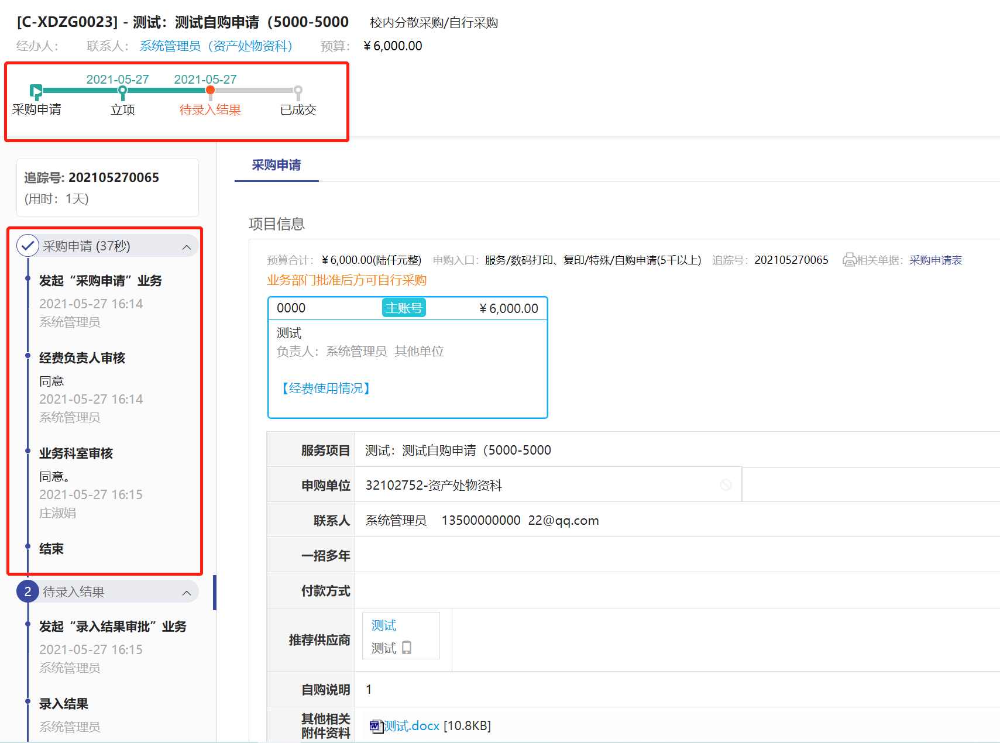 [C-XDZG0023] - 测试：测试自购申请（5000-5000 校内分散采购/自行采购
经办人： 联系人： 系统管理员（资产处物资科） 预算： ¥ 6,000.00
2021-05-27 2021-05-27
采购申请 立项 待录入结果 已成交
追踪号: 202105270065
(用时：1天)
采购申请 (37秒)
发起“采购申请”业务
2021-05-27 16:14
系统管理员
经费负责人审核
同意
2021-05-27 16:14
系统管理员
业务科室审核
同意。
2021-05-27 16:15
庄淑娟
结束
2 待录入结果
发起“录入结果审批”业务
2021-05-27 16:15
系统管理员
录入结果
系统管理员
采购申请
项目信息
预算合计： ¥ 6,000.00(陆仟元整) 申购入口： 服务/数码打印、复印/特殊/自购申请(5千以上) 追踪号： 202105270065 相关单据： 采购申请表
业务部门批准后方可自行采购
0000 主账号 ¥ 6,000.00
测试
负责人： 系统管理员 其他单位
【经费使用情况】
服务项目 测试：测试自购申请（5000-5000
申购单位 32102752-资产处物资科
联系人 系统管理员 13500000000 22@qq.com
一招多年
付款方式
推荐供应商 测试
测试
自购说明 1
其他相关
附件资料 测试.docx [10.8KB]